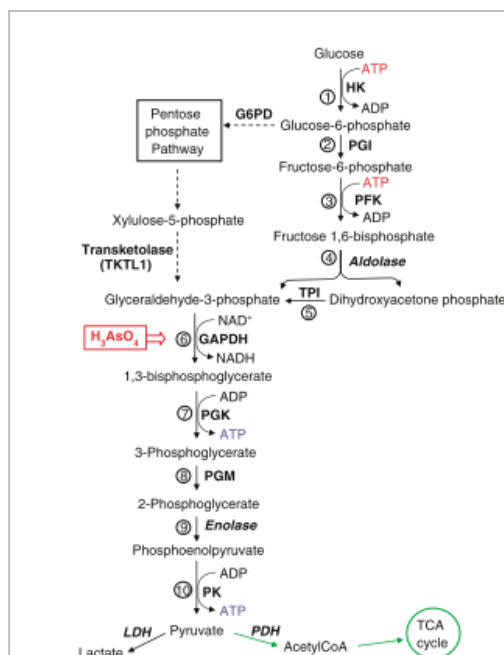 Glucose
ATP
① HK
ADP
Pentose
phosphate
Pathway
G6PD
Glucose-6-phosphate
② PGI
Fructose-6-phosphate
ATP
③ PFK
ADP
Xylulose-5-phosphate
Fructose 1,6-bisphosphate
Transketolase
(TKTL1)
④ Aldolase
Glyceraldehyde-3-phosphate
TPI
⑤
Dihydroxyacetone phosphate
H₃AsO₄
NAD⁺
⑥ GAPDH
NADH
1,3-bisphosphoglycerate
ADP
⑦ PGK
ATP
3-Phosphoglycerate
⑧ PGM
2-Phosphoglycerate
⑨ Enolase
Phosphoenolpyruvate
ADP
⑩ PK
ATP
LDH
Pyruvate
PDH
Lactate
AcetylCoA
TCA
cycle